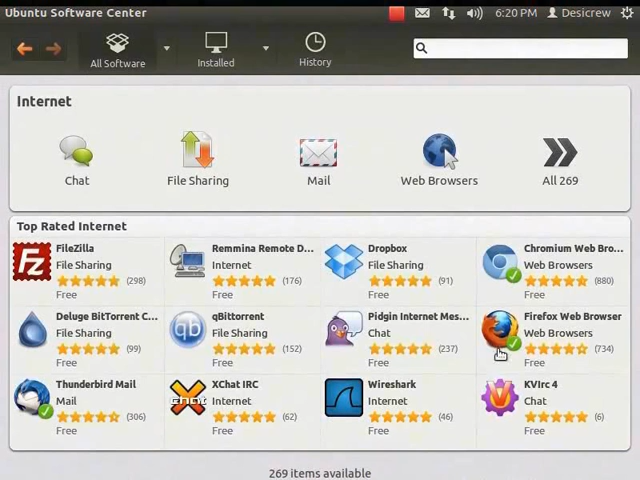 Ubuntu Software Center
6:20 PM
Desicrew
All Software
Installed
History
Internet
Chat
File Sharing
Mail
Web Browsers
All 269
Top Rated Internet
FileZilla
File Sharing
(298)
Free
Remmina Remote D...
Internet
(176)
Free
Dropbox
File Sharing
(91)
Free
Chromium Web Bro...
Web Browsers
(880)
Free
Deluge BitTorrent C...
File Sharing
(99)
Free
qb
qBittorrent
File Sharing
(152)
Free
Pidgin Internet Mes...
Chat
(237)
Free
Firefox Web Browser
Web Browsers
(734)
Free
Thunderbird Mail
Mail
(306)
Free
chat
XChat IRC
Internet
(62)
Free
Wireshark
Internet
(46)
Free
KVIrc 4
Chat
(6)
Free
Fz
269 items available